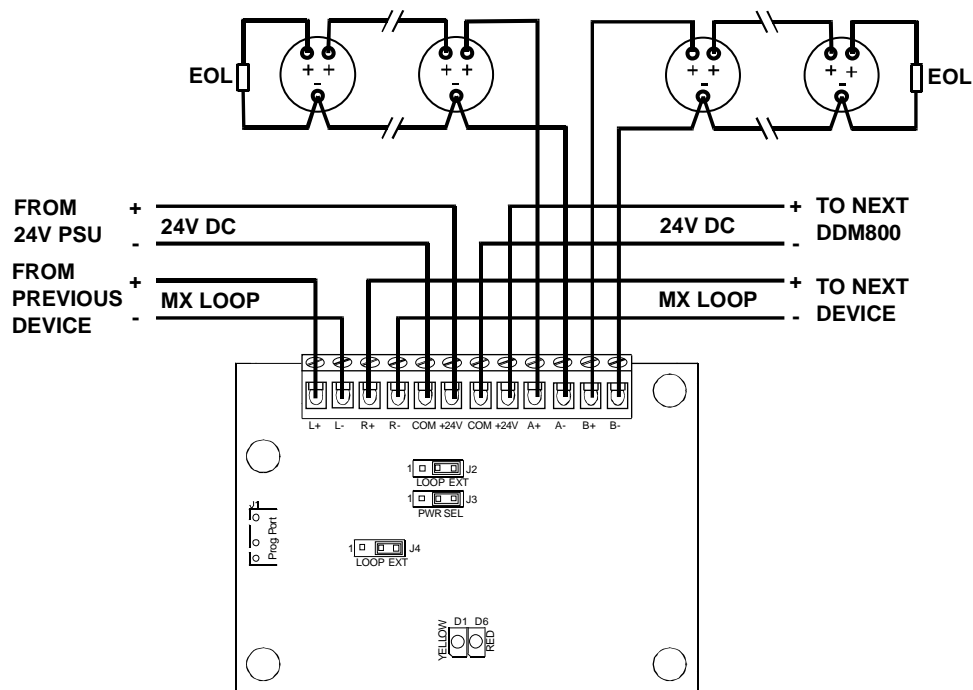 EOL
+ +
-
+ +
-
+ +
-
+ +
-
EOL
FROM
24V PSU
+
-
24V DC
24V DC
+
-
TO NEXT
DDM800
FROM
PREVIOUS
DEVICE
+
-
MX LOOP
MX LOOP
+
-
TO NEXT
DEVICE
L+ L- R+ R- COM +24V COM +24V A+ A- B+ B-
1 J2
LOOP EXT
1 J3
PWR SEL
J1
Prog Port
1 J4
LOOP EXT
D1 D6
YELLOW
RED